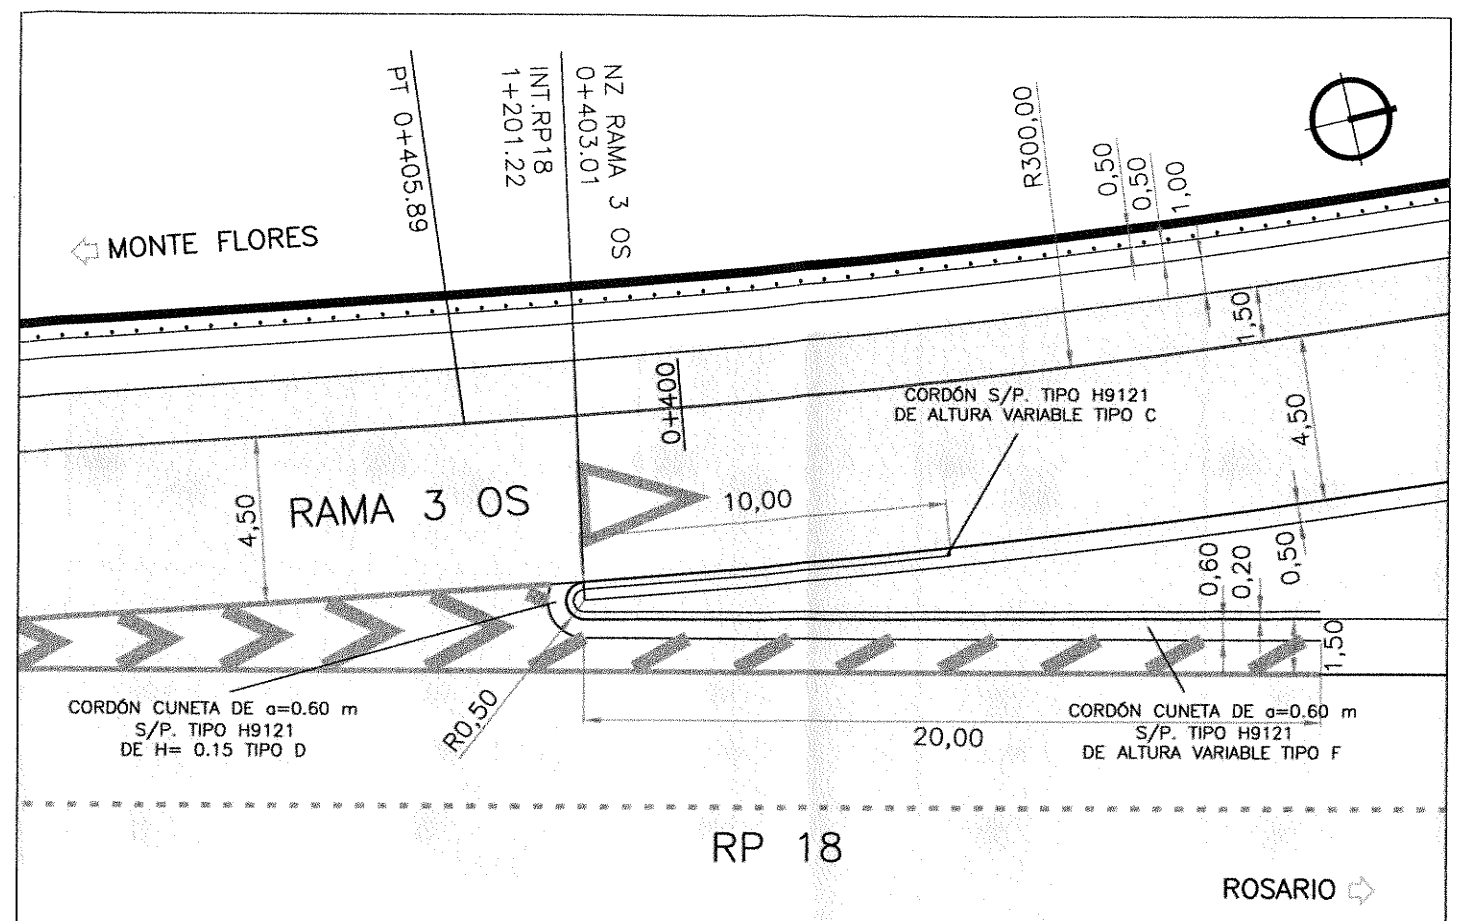 PT 0+405.89
INT.RP18
1+201.22
NZ RAMA 3 OS
0+403.01
R300,00
0,50
0,50
1,00
MONTE FLORES
1,50
0+400
CORDÓN S/P. TIPO H9121
DE ALTURA VARIABLE TIPO C
4,50
4,50
RAMA 3 OS
10,00
0,60
0,20
0,50
1,50
CORDÓN CUNETA DE a=0.60 m
S/P. TIPO H9121
DE H= 0.15 TIPO D
R0,50
20,00
CORDÓN CUNETA DE a=0.60 m
S/P. TIPO H9121
DE ALTURA VARIABLE TIPO F
RP 18
ROSARIO